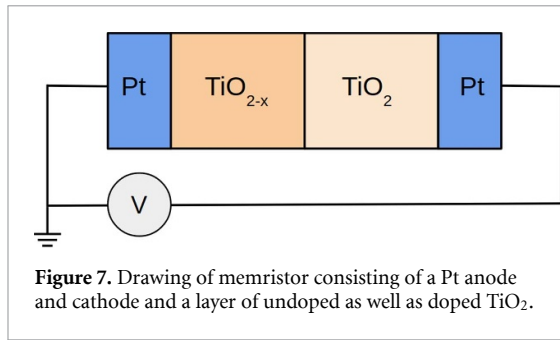 Pt TiO2-x TiO2 Pt
V
Figure 7. Drawing of memristor consisting of a Pt anode
and cathode and a layer of undoped as well as doped TiO2.